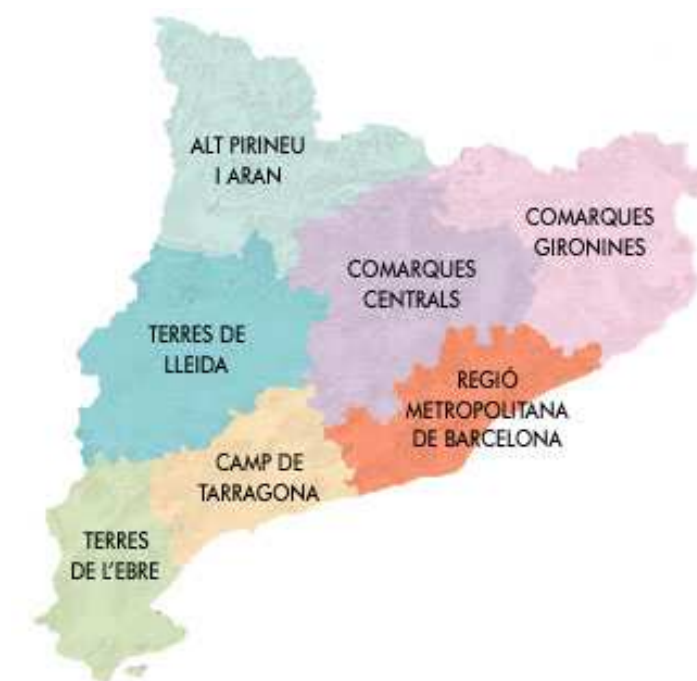 ALT PIRINEU
I ARAN
COMARQUES
GIRONINES
COMARQUES
CENTRALS
TERRES DE
LLEIDA
REGIÓ
METROPOLITANA
DE BARCELONA
CAMP DE
TARRAGONA
TERRES
DE L'EBRE